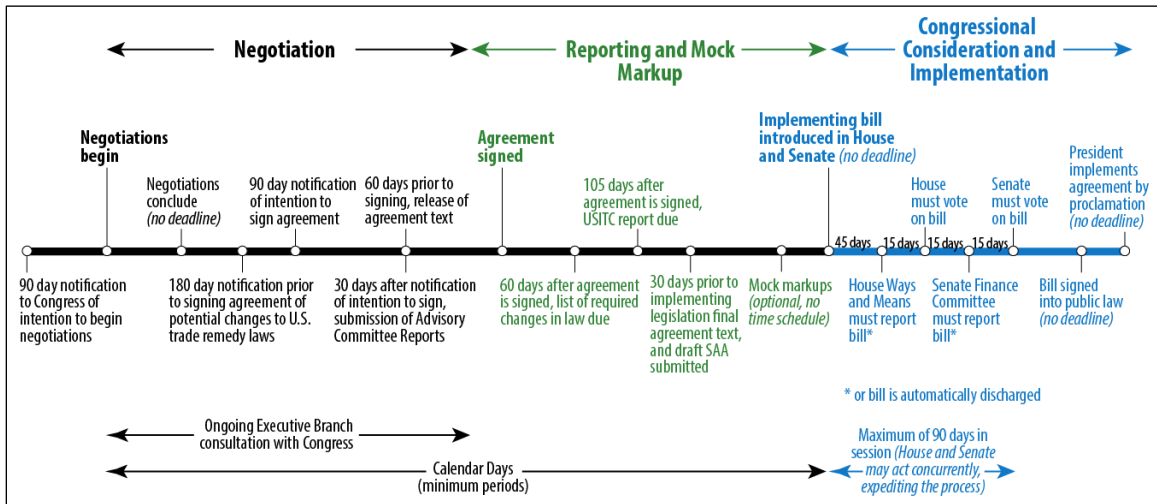 Negotiation
Reporting and Mock
Markup
Congressional
Consideration and
Implementation
Negotiations
begin
Agreement
signed
Implementing bill
introduced in House
and Senate (no deadline)
Negotiations
conclude
(no deadline)
90 day notification
of intention to
sign agreement
60 days prior to
signing, release of
agreement text
105 days after
agreement is signed,
USITC report due
House
must vote
on bill
Senate
must vote
on bill
President
implements
agreement by
proclamation
(no deadline)
45 days
15 days
15 days
15 days
90 day notification
to Congress of
intention to begin
negotiations
180 day notification prior
to signing agreement of
potential changes to U.S.
trade remedy laws
30 days after notification
of intention to sign,
submission of Advisory
Committee Reports
60 days after agreement
is signed, list of required
changes in law due
30 days prior to
implementing
legislation final
agreement text,
and draft SAA
submitted
Mock markups
(optional, no
time schedule)
House Ways
and Means
must report
bill*
Senate Finance
Committee
must report
bill*
Bill signed
into public law
(no deadline)
* or bill is automatically discharged
Ongoing Executive Branch
consultation with Congress
Calendar Days
(minimum periods)
Maximum of 90 days in
session (House and Senate
may act concurrently,
expediting the process)